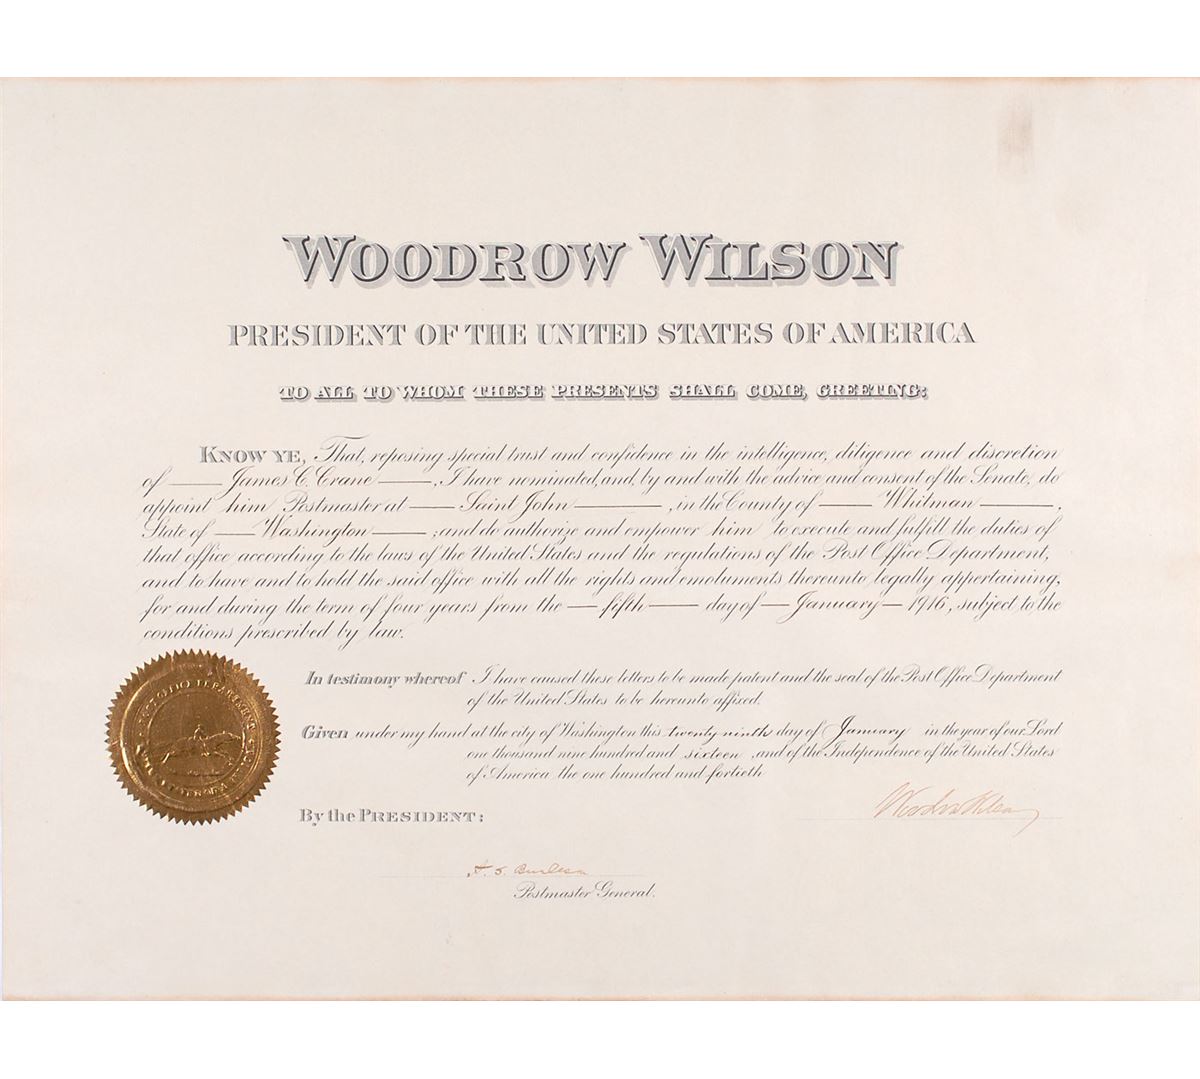 WOODROW WILSON
PRESIDENT OF THE UNITED STATES OF AMERICA
TO ALL TO WHOM THESE PRESENTS SHALL COME, GREETING:
KNOW YE, That, reposing special trust and confidence in the intelligence, diligence and discretion
of — James C. Crane —, I have nominated, and, by and with the advice and consent of the Senate, do
appoint him Postmaster at — Saint John —, in the County of — Whitman —,
State of — Washington —; and do authorize and empower him to execute and fulfill the duties of
that office according to the laws of the United States and the regulations of the Post Office Department,
and to have and to hold the said office with all the rights and emoluments thereunto legally appertaining,
for and during the term of four years from the — fifth — day of — January — 1916, subject to the
conditions prescribed by law.
In testimony whereof I have caused these letters to be made patent and the seal of the Post Office Department
of the United States to be hereunto affixed.
Given under my hand at the city of Washington this twenty-ninth day of January in the year of our Lord
one thousand nine hundred and sixteen, and of the Independence of the United States
of America the one hundred and fortieth
By the PRESIDENT:
Woodrow Wilson
A. S. Burleson
Postmaster General.
POST OFFICE DEPARTMENT
UNITED STATES OF AMERICA